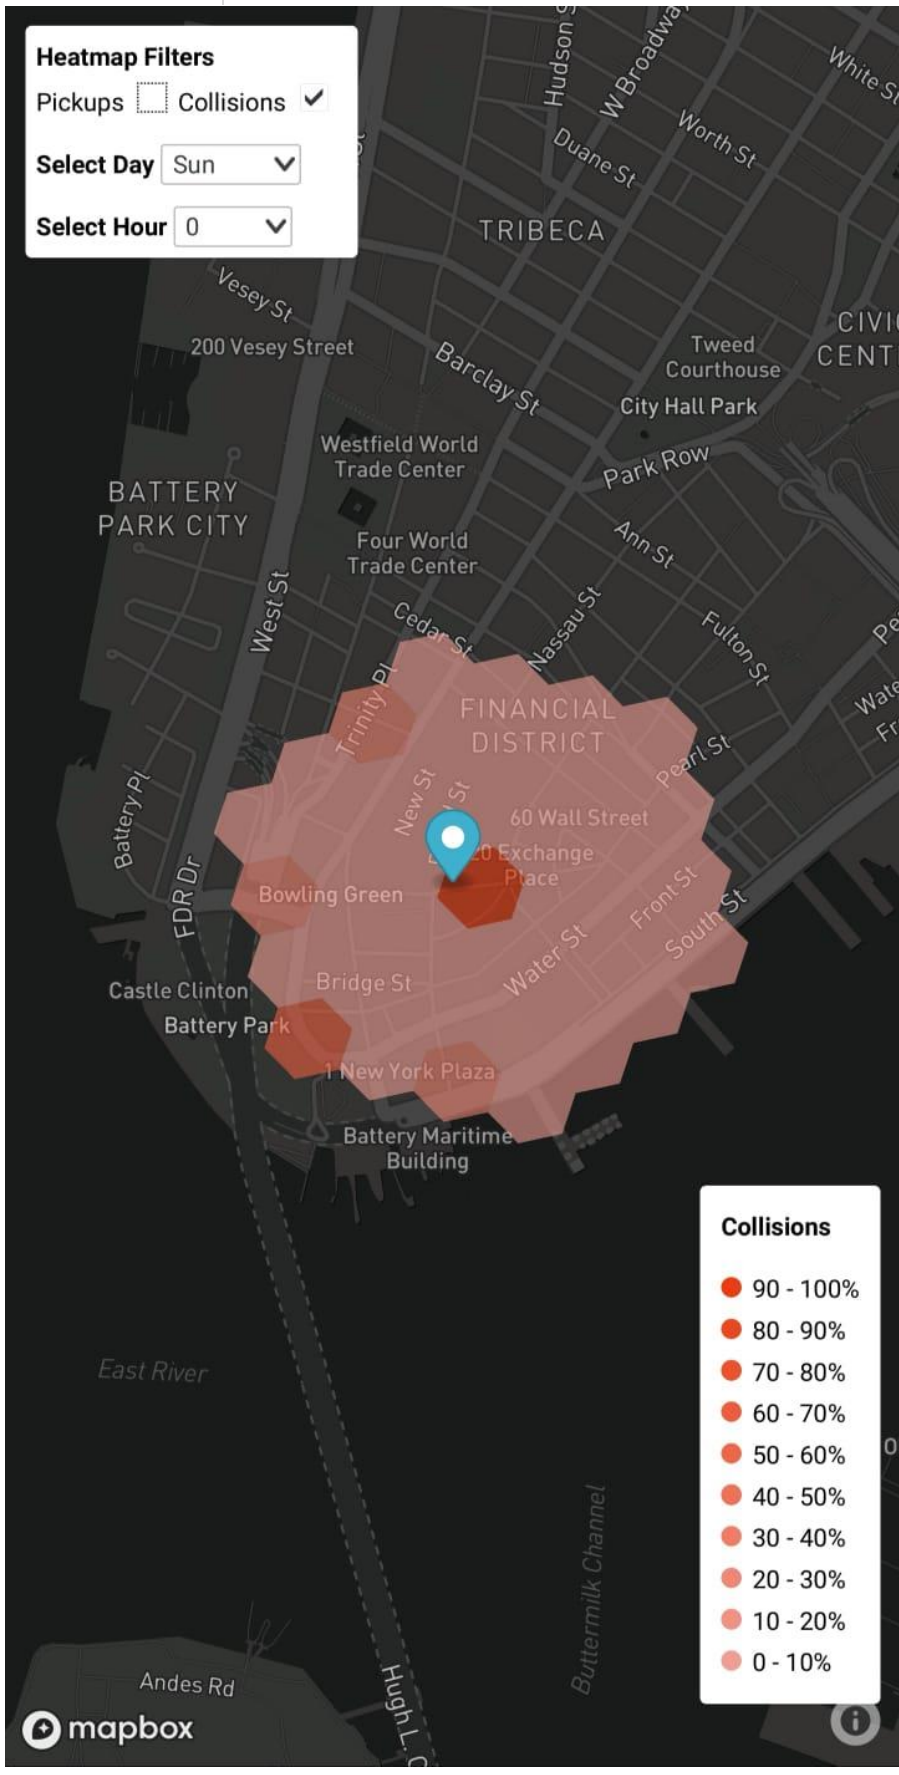 Heatmap Filters
Pickups Collisions
Select Day Sun
Select Hour 0
Hudson S
W Broadway
White St
Worth St
Duane St
TRIBECA
Vesey St
200 Vesey Street
Barclay St
Tweed
Courthouse
CIVI
CENT
City Hall Park
Westfield World
Trade Center
Park Row
BATTERY
PARK CITY
Four World
Trade Center
Ann St
West St
Cedar St
Nassau St
Fulton St
Pe
Wate
Fr
Trinity Pl
FINANCIAL
DISTRICT
Pearl St
New St
St
60 Wall Street
20 Exchange
Place
Battery Pl
FDR Dr
Bowling Green
Front St
South St
Water St
Castle Clinton
Bridge St
Battery Park
1 New York Plaza
Battery Maritime
Building
Collisions
90 - 100%
80 - 90%
70 - 80%
60 - 70%
50 - 60%
40 - 50%
30 - 40%
20 - 30%
10 - 20%
0 - 10%
East River
Buttermilk Channel
Andes Rd
Hugh L. C
mapbox